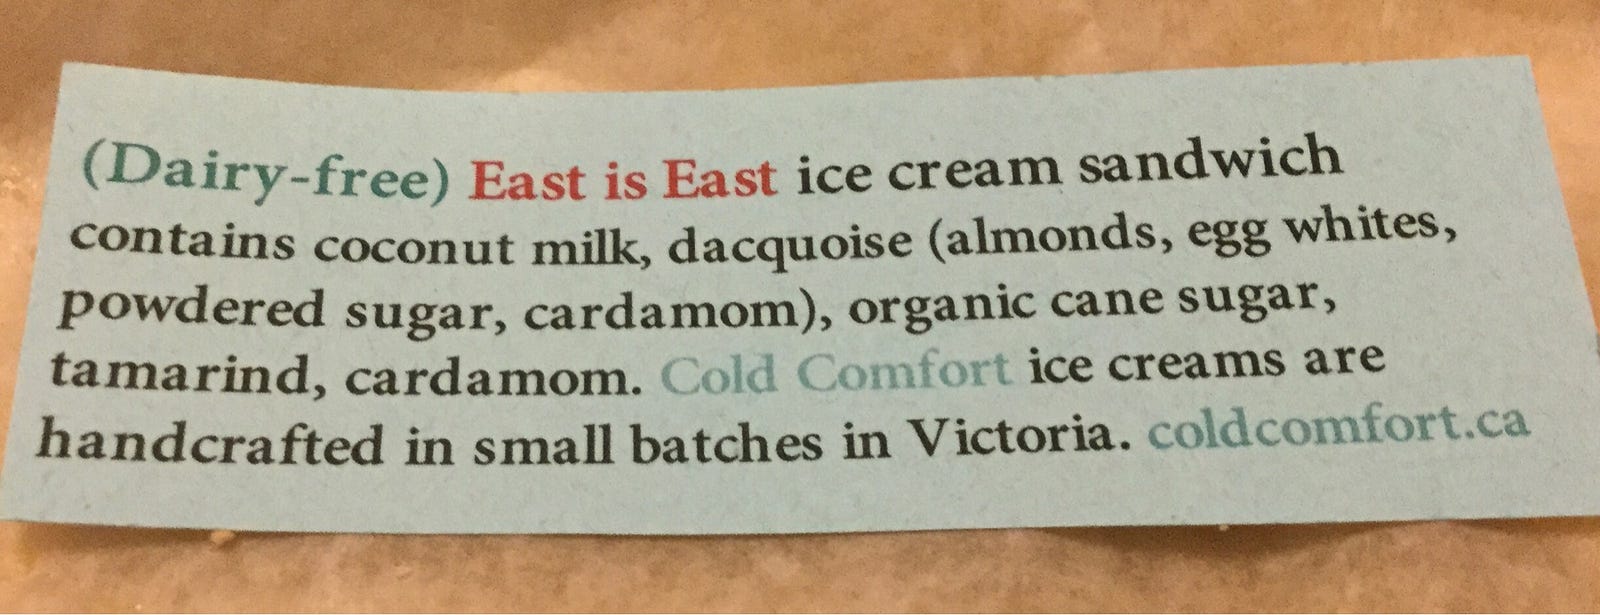 (Dairy-free) East is East ice cream sandwich
contains coconut milk, dacquoise (almonds, egg whites,
powdered sugar, cardamom), organic cane sugar,
tamarind, cardamom. Cold Comfort ice creams are
handcrafted in small batches in Victoria. coldcomfort.ca